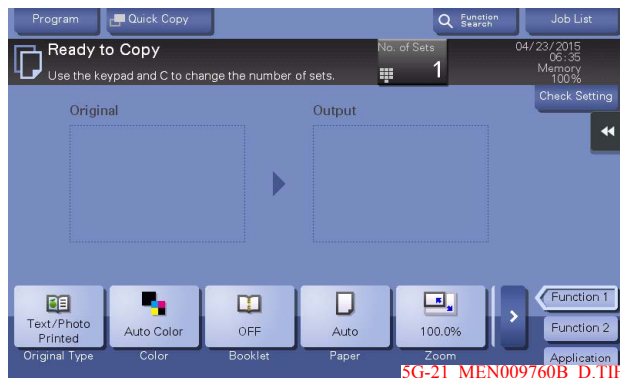 Program
Quick Copy
Function
Search
Job List
Ready to Copy
Use the keypad and C to change the number of sets.
No. of Sets
1
04/23/2015
06:35
Memory
100%
Check Setting
Original
Output
Text/Photo
Printed
Original Type
Auto Color
Color
OFF
Booklet
Auto
Paper
100.0%
Zoom
Function 1
Function 2
Application
5G-21_MEN009760B_D.TIF